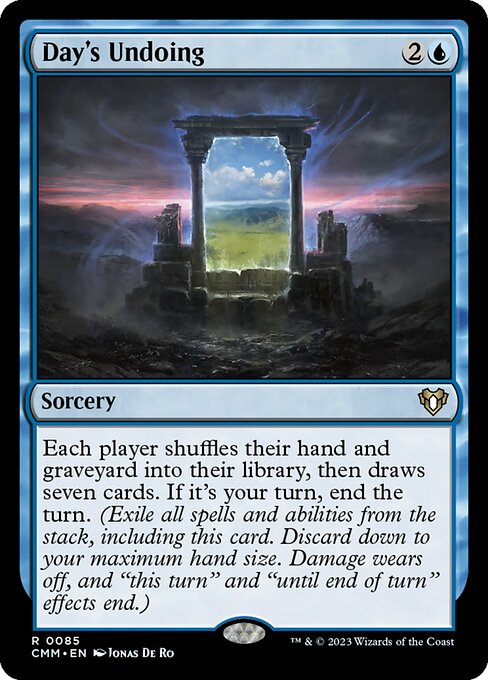 Day's Undoing 2
Sorcery
Each player shuffles their hand and
graveyard into their library, then draws
seven cards. If it's your turn, end the
turn. (Exile all spells and abilities from the
stack, including this card. Discard down to
your maximum hand size. Damage wears
off, and “this turn” and “until end of turn”
effects end.)
R 0085 ™ & © 2023 Wizards of the Coast
CMM • EN Jonas De Ro